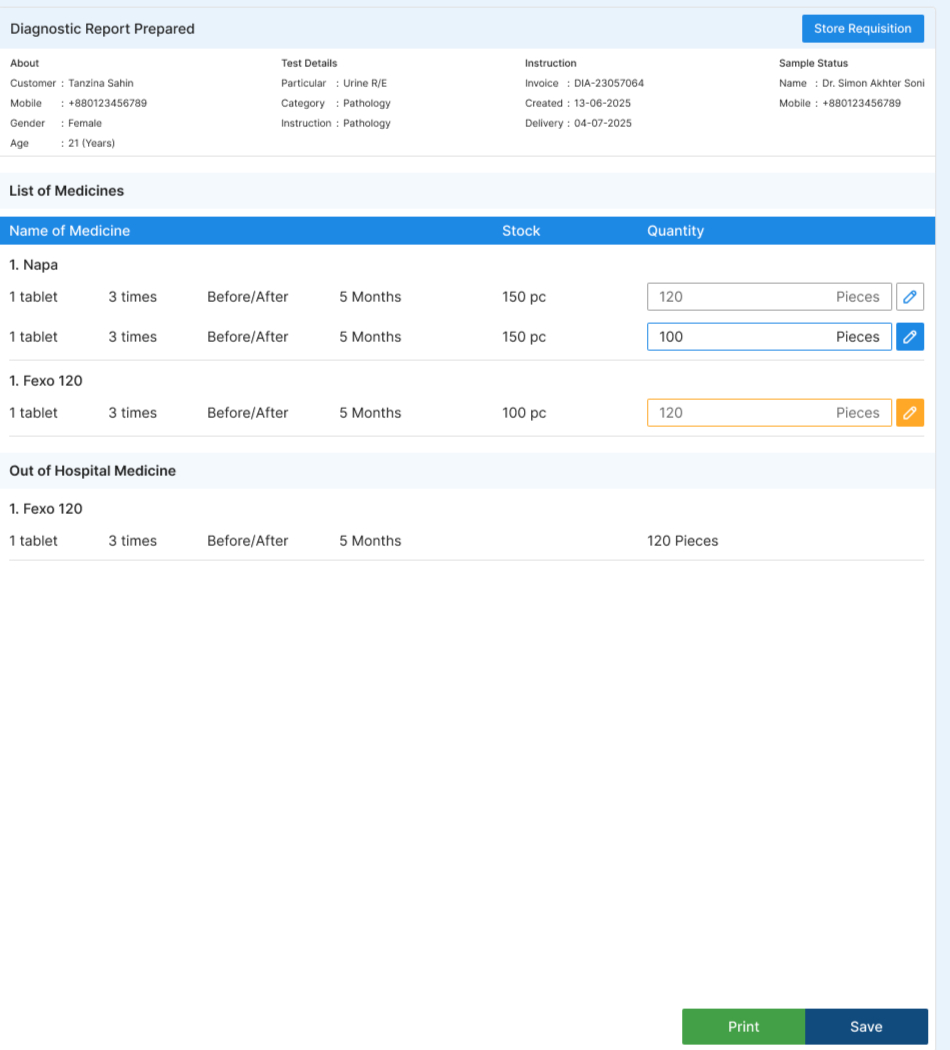 Diagnostic Report Prepared Store Requisition
About Test Details Instruction Sample Status
Customer : Tanzina Sahin Particular : Urine R/E Invoice : DIA-23057064 Name : Dr. Simon Akhter Soni
Mobile : +880123456789 Category : Pathology Created : 13-06-2025 Mobile : +880123456789
Gender : Female Instruction : Pathology Delivery : 04-07-2025
Age : 21 (Years)
List of Medicines
Name of Medicine Stock Quantity
1. Napa
1 tablet 3 times Before/After 5 Months 150 pc 120 Pieces
1 tablet 3 times Before/After 5 Months 150 pc 100 Pieces
1. Fexo 120
1 tablet 3 times Before/After 5 Months 100 pc 120 Pieces
Out of Hospital Medicine
1. Fexo 120
1 tablet 3 times Before/After 5 Months 120 Pieces
Print Save